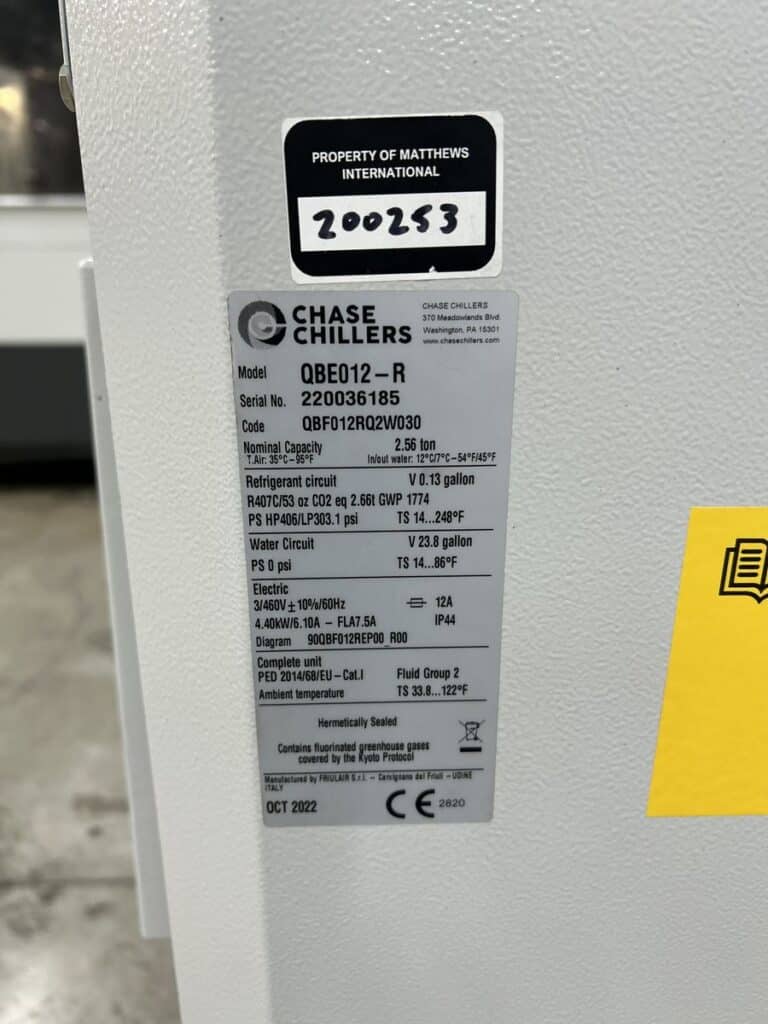 PROPERTY OF MATTHEWS
INTERNATIONAL
200253
CHASE
CHILLERS
CHASE CHILLERS
370 Meadowlands Blvd.
Washington, PA 15301
www.chasechillers.com
Model QBE012-R
Serial No. 220036185
Code QBF012RQ2W030
Nominal Capacity 2.56 ton
T.Air: 35°C-95°F In/out water: 12°C/7°C-54°F/45°F
Refrigerant circuit V 0.13 gallon
R407C/53 oz CO2 eq 2.66t GWP 1774
PS HP406/LP303.1 psi TS 14...248°F
Water Circuit V 23.8 gallon
PS 0 psi TS 14...86°F
Electric
3/460V±10%/60Hz 12A
4.40kW/6.10A - FLA7.5A IP44
Diagram 90QBF012REP00_R00
Complete unit
PED 2014/68/EU-Cat.I Fluid Group 2
Ambient temperature TS 33.8...122°F
Hermetically Sealed
Contains fluorinated greenhouse gases
covered by the Kyoto Protocol
Manufactured by FRIULAIR S.r.l. - Cervignano del Friuli - UDINE
ITALY
OCT 2022 CE 2820